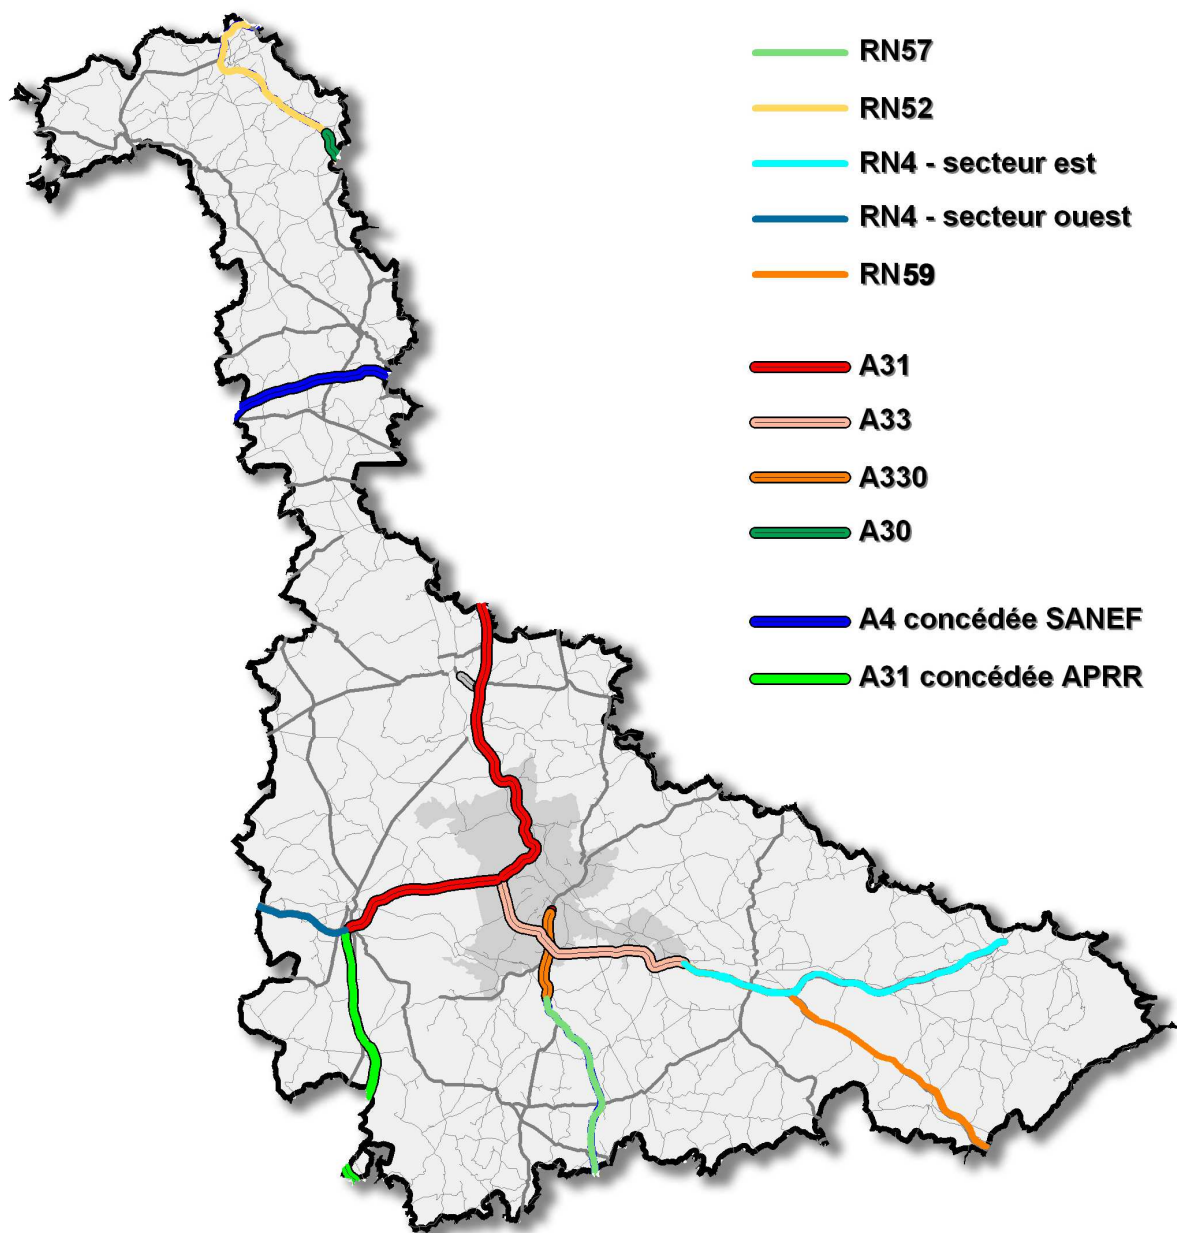 RN57
RN52
RN4 - secteur est
RN4 - secteur ouest
RN59
A31
A33
A330
A30
A4 concédée SANEF
A31 concédée APRR